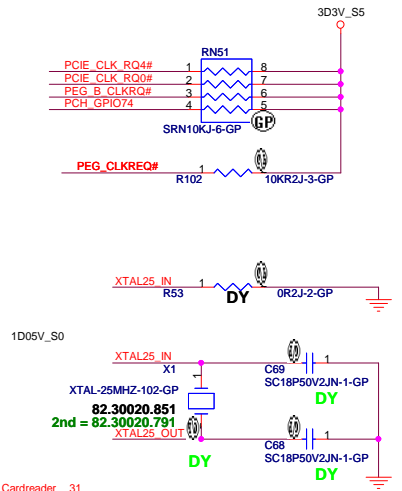 3D3V_S5
RN51
PCIE_CLK_RQ4# 1 8
PCIE_CLK_RQ0# 2 7
PEG_B_CLKRQ# 3 6
PCH_GPIO74 4 5
SRN10KJ-6-GP
GP
PEG_CLKREQ# 1
R102 10KR2J-3-GP
XTAL25_IN 1
R53 DY 0R2J-2-GP
1D05V_S0
XTAL25_IN
X1
1
C69 1
SC18P50V2JN-1-GP
DY
XTAL-25MHZ-102-GP
82.30020.851
2nd = 82.30020.791
XTAL25_OUT
DY
C68 1
SC18P50V2JN-1-GP
DY
Cardreader 31